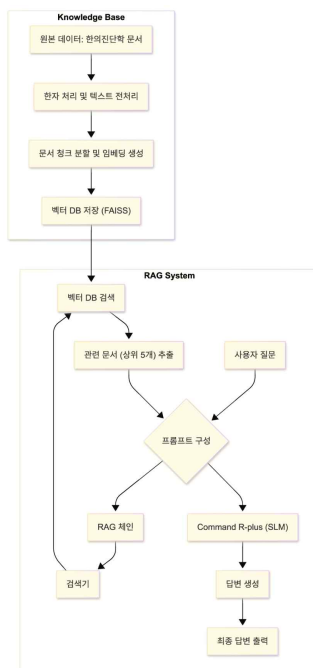 Knowledge Base
원본 데이터: 한의진단학 문서
한자 처리 및 텍스트 전처리
문서 청크 분할 및 임베딩 생성
벡터 DB 저장 (FAISS)
RAG System
벡터 DB 검색
관련 문서 (상위 5개) 추출
사용자 질문
프롬프트 구성
RAG 체인
Command R-plus (SLM)
검색기
답변 생성
최종 답변 출력